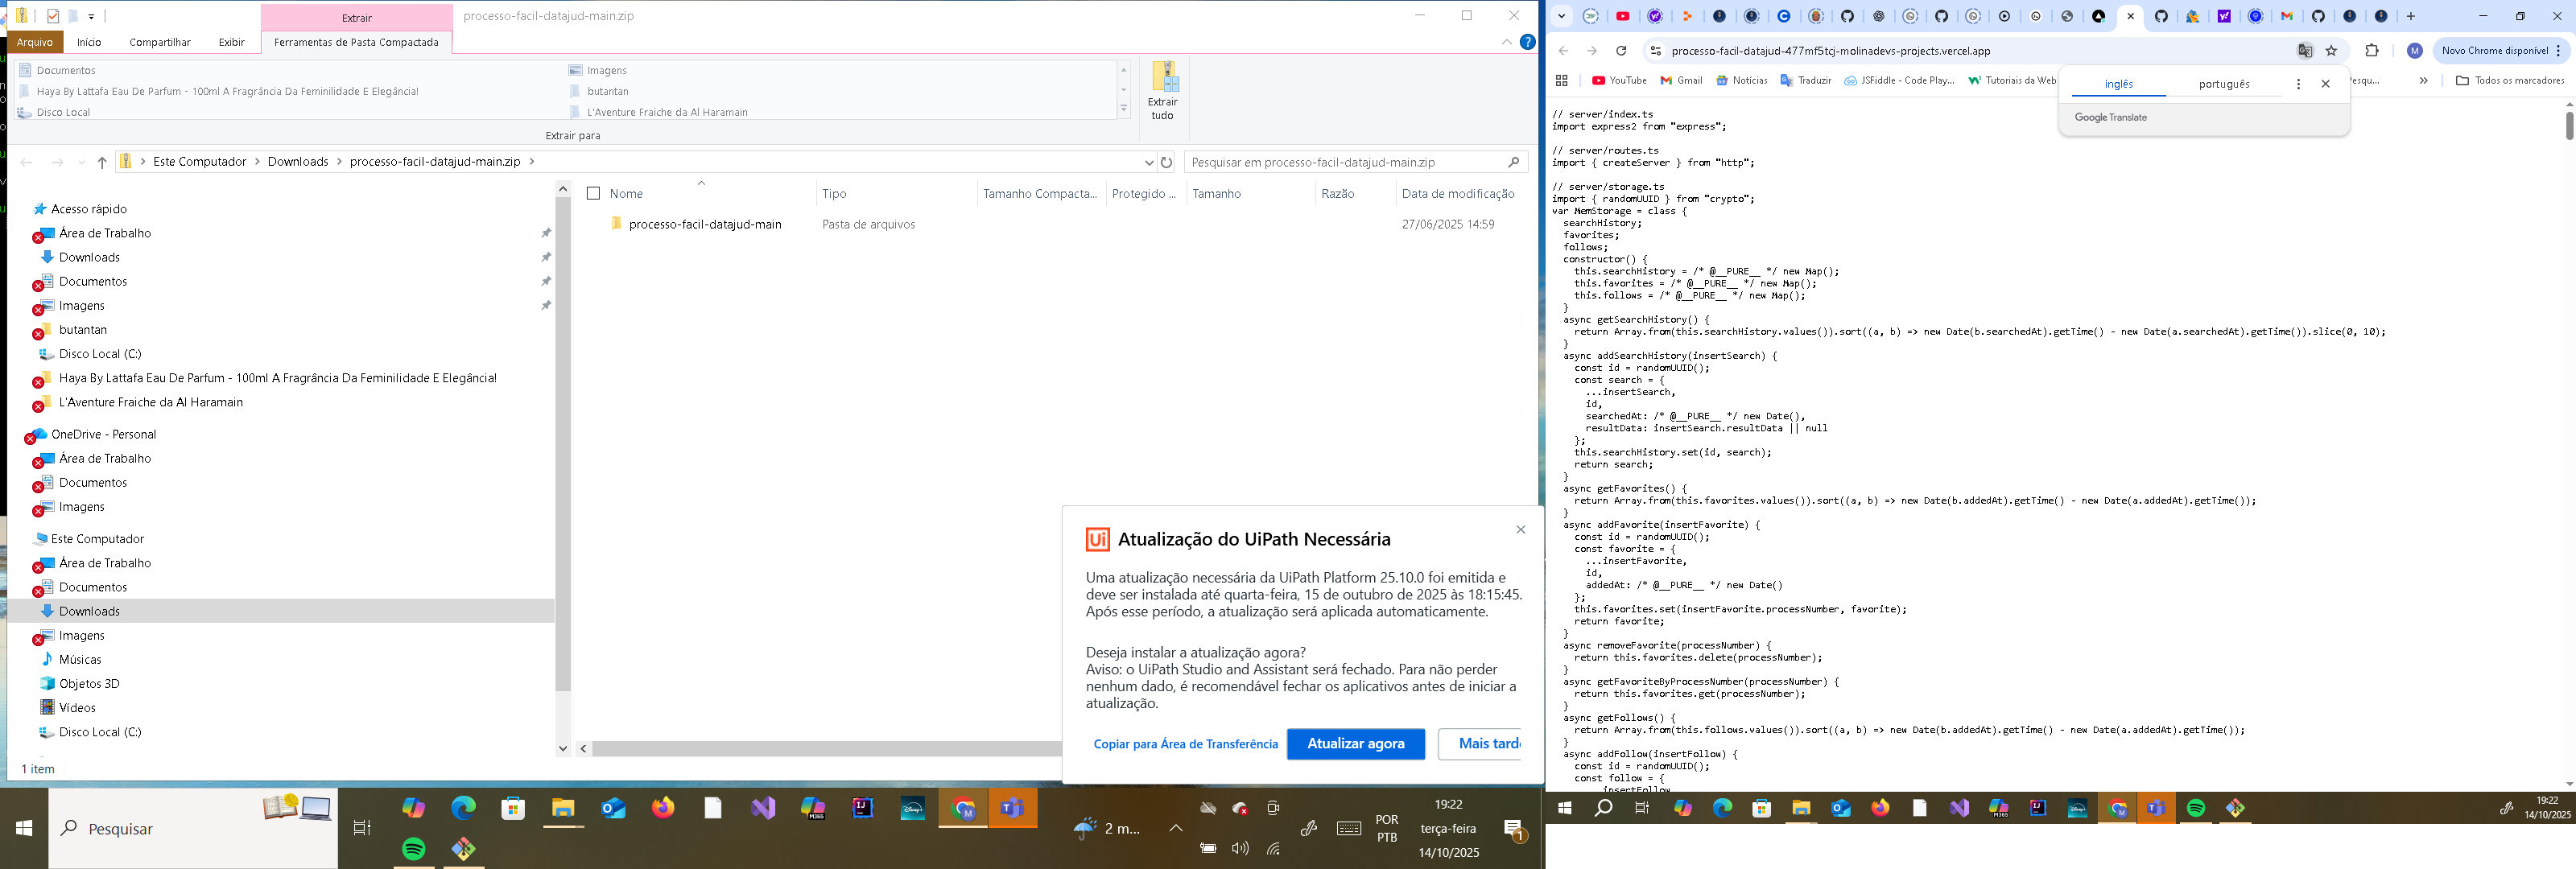 Extrair
processo-facil-datajud-main.zip
Arquivo
Início
Compartilhar
Exibir
Ferramentas de Pasta Compactada
Documentos
Imagens
Haya By Lattafa Eau De Parfum - 100ml A Fragrância Da Feminilidade E Elegância!
butantan
Disco Local
L'Aventure Fraiche da Al Haramain
Extrair tudo
Extrair para
Este Computador
Downloads
processo-facil-datajud-main.zip
Pesquisar em processo-facil-datajud-main.zip
Nome
Tipo
Tamanho Compacta...
Protegido ...
Tamanho
Razão
Data de modificação
processo-facil-datajud-main
Pasta de arquivos
27/06/2025 14:59
Acesso rápido
Área de Trabalho
Downloads
Documentos
Imagens
butantan
Disco Local (C:)
Haya By Lattafa Eau De Parfum - 100ml A Fragrância Da Feminilidade E Elegância!
L'Aventure Fraiche da Al Haramain
OneDrive - Personal
Área de Trabalho
Documentos
Imagens
Este Computador
Área de Trabalho
Documentos
Downloads
Imagens
Músicas
Objetos 3D
Vídeos
Disco Local (C:)
1 item
Ui
Atualização do UiPath Necessária
Uma atualização necessária da UiPath Platform 25.10.0 foi emitida e
deve ser instalada até quarta-feira, 15 de outubro de 2025 às 18:15:45.
Após esse período, a atualização será aplicada automaticamente.
Deseja instalar a atualização agora?
Aviso: o UiPath Studio and Assistant será fechado. Para não perder
nenhum dado, é recomendável fechar os aplicativos antes de iniciar a
atualização.
Copiar para Área de Transferência
Atualizar agora
Mais tard
Pesquisar
2 m...
POR
PTB
19:22
terça-feira
14/10/2025
1
processo-facil-datajud-477mf5tcj-molinadevs-projects.vercel.app
M
Novo Chrome disponível
YouTube
Gmail
Notícias
Traduzir
JSFiddle - Code Play...
Tutoriais da Web
esqu...
Todos os marcadores
inglês
português
Google Translate
// server/index.ts
import express2 from "express";
// server/routes.ts
import { createServer } from "http";
// server/storage.ts
import { randomUUID } from "crypto";
var MemStorage = class {
searchHistory;
favorites;
follows;
constructor() {
this.searchHistory = /* @__PURE__ */ new Map();
this.favorites = /* @__PURE__ */ new Map();
this.follows = /* @__PURE__ */ new Map();
}
async getSearchHistory() {
return Array.from(this.searchHistory.values()).sort((a, b) => new Date(b.searchedAt).getTime() - new Date(a.searchedAt).getTime()).slice(0, 10);
}
async addSearchHistory(insertSearch) {
const id = randomUUID();
const search = {
...insertSearch,
id,
searchedAt: /* @__PURE__ */ new Date(),
resultData: insertSearch.resultData || null
};
this.searchHistory.set(id, search);
return search;
}
async getFavorites() {
return Array.from(this.favorites.values()).sort((a, b) => new Date(b.addedAt).getTime() - new Date(a.addedAt).getTime());
}
async addFavorite(insertFavorite) {
const id = randomUUID();
const favorite = {
...insertFavorite,
id,
addedAt: /* @__PURE__ */ new Date()
};
this.favorites.set(insertFavorite.processNumber, favorite);
return favorite;
}
async removeFavorite(processNumber) {
return this.favorites.delete(processNumber);
}
async getFavoriteByProcessNumber(processNumber) {
return this.favorites.get(processNumber);
}
async getFollows() {
return Array.from(this.follows.values()).sort((a, b) => new Date(b.addedAt).getTime() - new Date(a.addedAt).getTime());
}
async addFollow(insertFollow) {
const id = randomUUID();
const follow = {
...insertFollow
19:22
14/10/2025